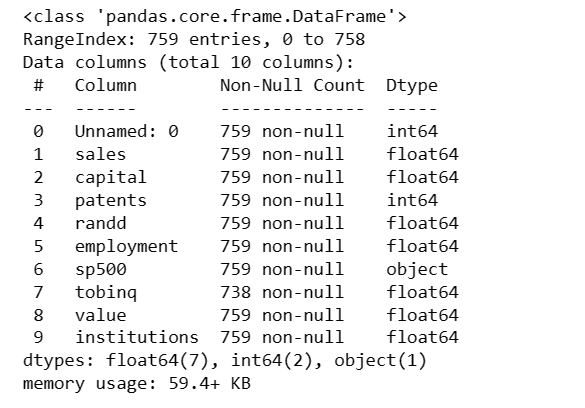 <class 'pandas.core.frame.DataFrame'>
RangeIndex: 759 entries, 0 to 758
Data columns (total 10 columns):
 #   Column        Non-Null Count  Dtype
---  ------        --------------  -----
 0   Unnamed: 0    759 non-null    int64
 1   sales         759 non-null    float64
 2   capital       759 non-null    float64
 3   patents       759 non-null    int64
 4   randd         759 non-null    float64
 5   employment    759 non-null    float64
 6   sp500         759 non-null    object
 7   tobinq        738 non-null    float64
 8   value         759 non-null    float64
 9   institutions  759 non-null    float64
dtypes: float64(7), int64(2), object(1)
memory usage: 59.4+ KB